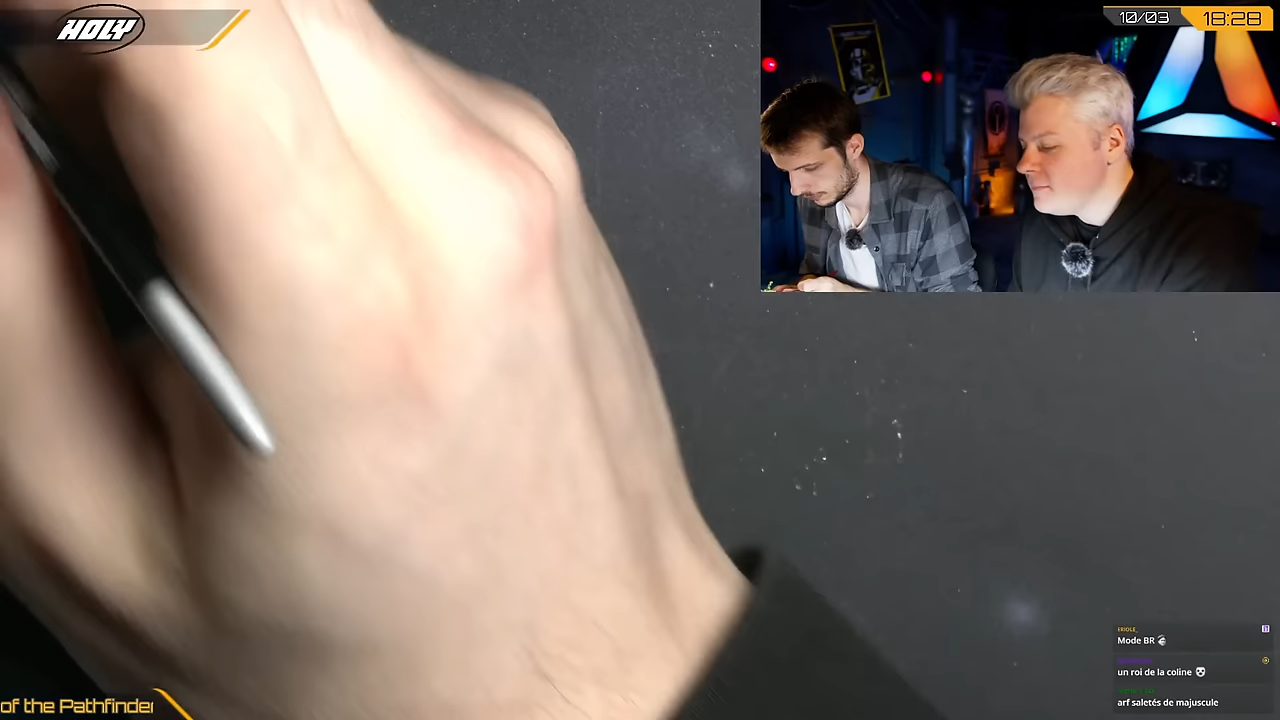 HOLY
10/03
18:28
of the Pathfinder
ERIOLE_
Mode BR
un roi de la coline
arf saletés de majuscule